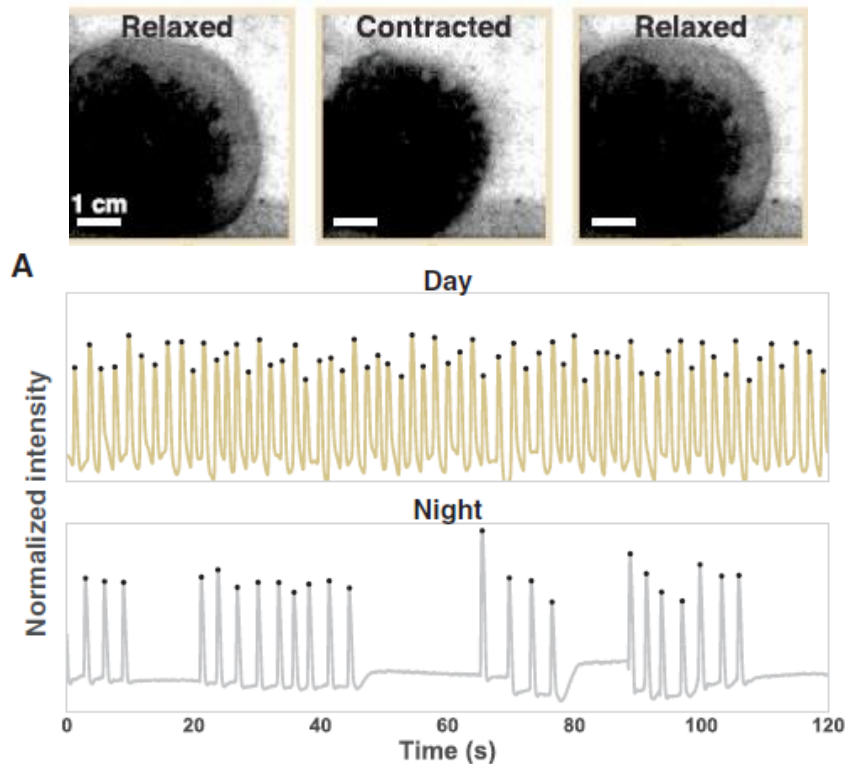 Relaxed Contracted Relaxed
1 cm
A
Day
Normalized intensity
Night
0 20 40 60 80 100 120
Time (s)